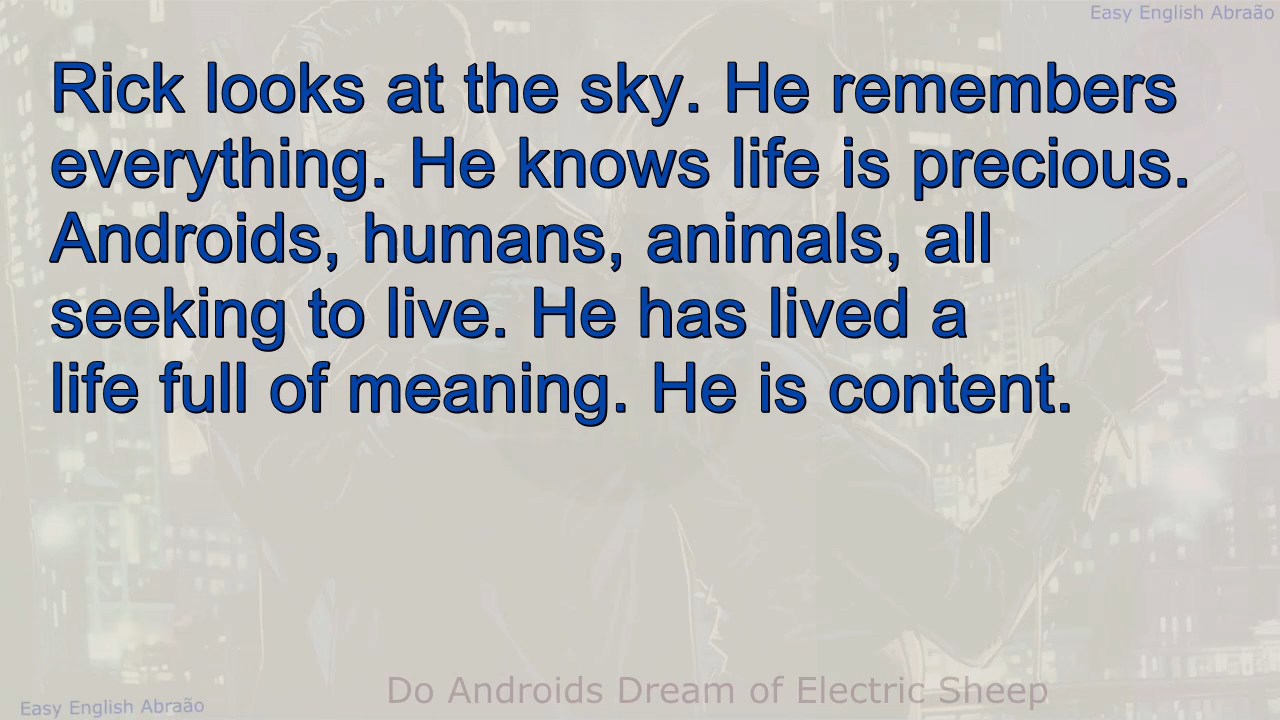 Easy English Abraão
Rick looks at the sky. He remembers
everything. He knows life is precious.
Androids, humans, animals, all
seeking to live. He has lived a
life full of meaning. He is content.
Do Androids Dream of Electric Sheep
Easy English Abraão